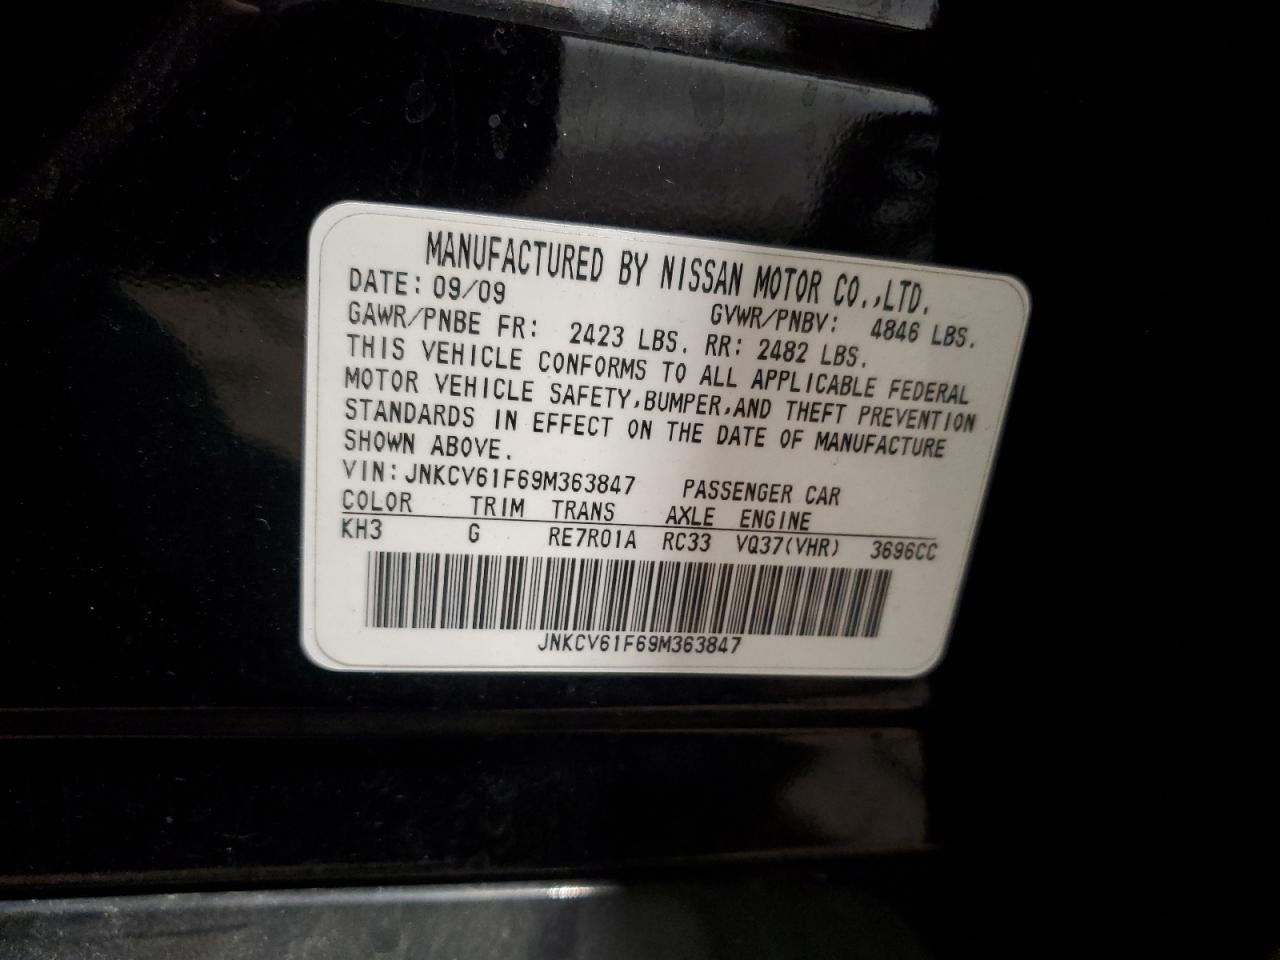 MANUFACTURED BY NISSAN MOTOR CO.,LTD.
DATE: 09/09 GVWR/PNBV: 4846 LBS.
GAWR/PNBE FR: 2423 LBS. RR: 2482 LBS.
THIS VEHICLE CONFORMS TO ALL APPLICABLE FEDERAL
MOTOR VEHICLE SAFETY,BUMPER,AND THEFT PREVENTION
STANDARDS IN EFFECT ON THE DATE OF MANUFACTURE
SHOWN ABOVE.
VIN: JNKCV61F69M363847 PASSENGER CAR
COLOR TRIM TRANS AXLE ENGINE
KH3 G RE7R01A RC33 VQ37(VHR) 3696CC
JNKCV61F69M363847